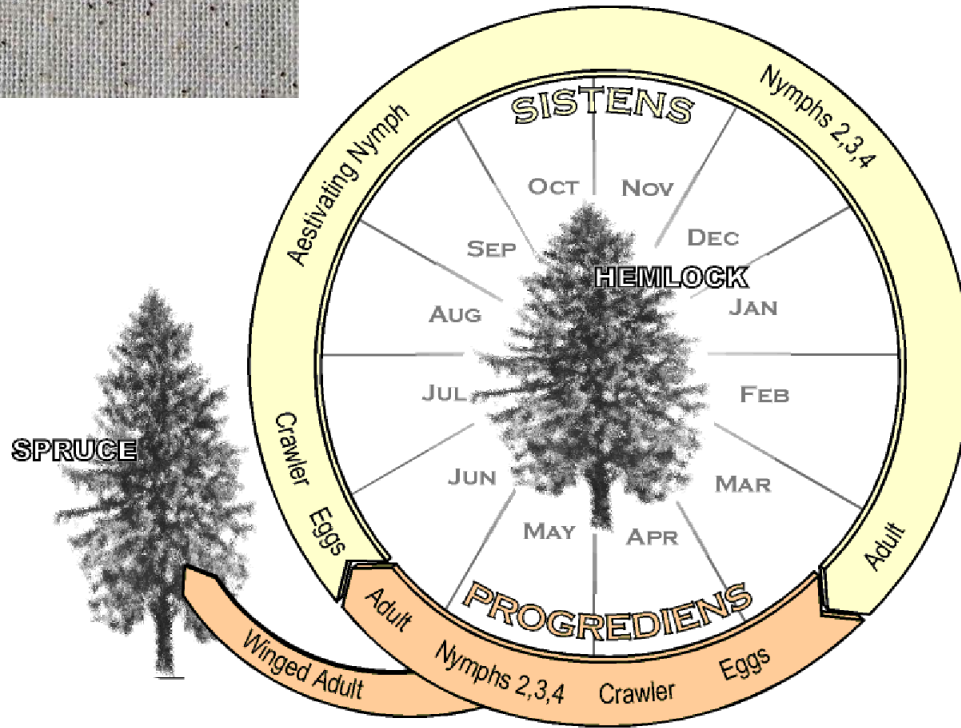 SISTENS
Nymphs 2,3,4
Aestivating Nymph
OCT
NOV
SEP
DEC
HEMLOCK
AUG
JAN
JUL
FEB
SPRUCE
Crawler
JUN
MAR
Eggs
MAY
APR
Adult
PROGREDIENS
Adult
Winged Adult
Nymphs 2,3,4
Crawler
Eggs